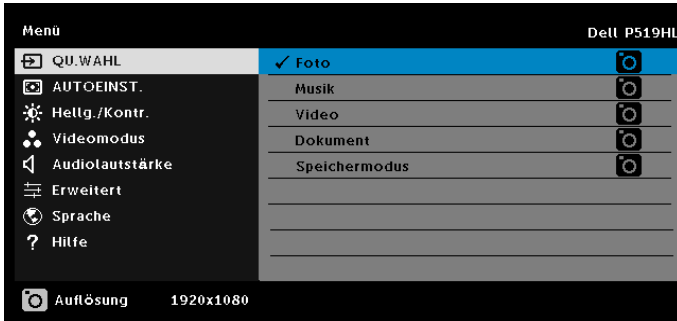 Menü Dell P519HL
QU.WAHL
AUTOEINST.
Hellg./Kontr.
Videomodus
Audiolautstärke
Erweitert
Sprache
? Hilfe
✓ Foto
Musik
Video
Dokument
Speichermodus
Auflösung 1920x1080